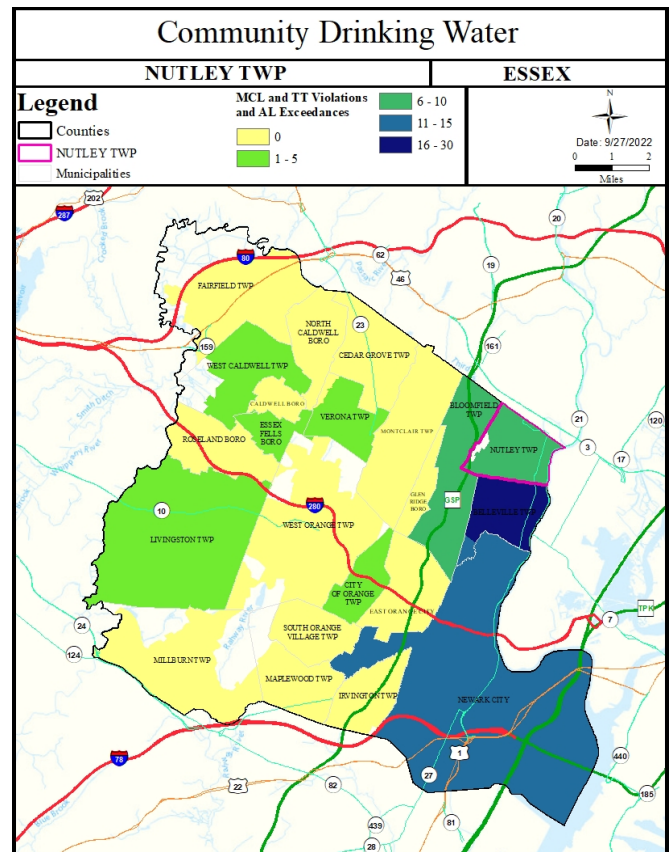 Community Drinking Water
NUTLEY TWP
ESSEX
Legend
Counties
NUTLEY TWP
Municipalities
MCL and TT Violations
and AL Exceedances
0
1 - 5
6 - 10
11 - 15
16 - 30
N
Date: 9/27/2022
0 1 2
Miles
202
287
20
80
62
19
46
FAIRFIELD TWP
NORTH
CALDWELL
BORO
23
159
161
CEDAR GROVE TWP
WEST CALDWELL TWP
CALDWELL BORO
BLOOMFIELD
TWP
21
120
VERONA TWP
ESSEX
FELLS
BORO
MONTCLAIR TWP
ROSELAND BORO
NUTLEY TWP
3
17
GLEN
RIDGE
BORO
GSP
BELLEVILLE TWP
10
280
WEST ORANGE TWP
LIVINGSTON TWP
CITY
OF ORANGE
TWP
EAST ORANGE CITY
TPK
7
24
124
Rahway River
SOUTH ORANGE
VILLAGE TWP
MILLBURN TWP
MAPLEWOOD TWP
IRVINGTON TWP
NEWARK CITY
78
1
440
27
22
82
185
Blue Brook
439
81
28